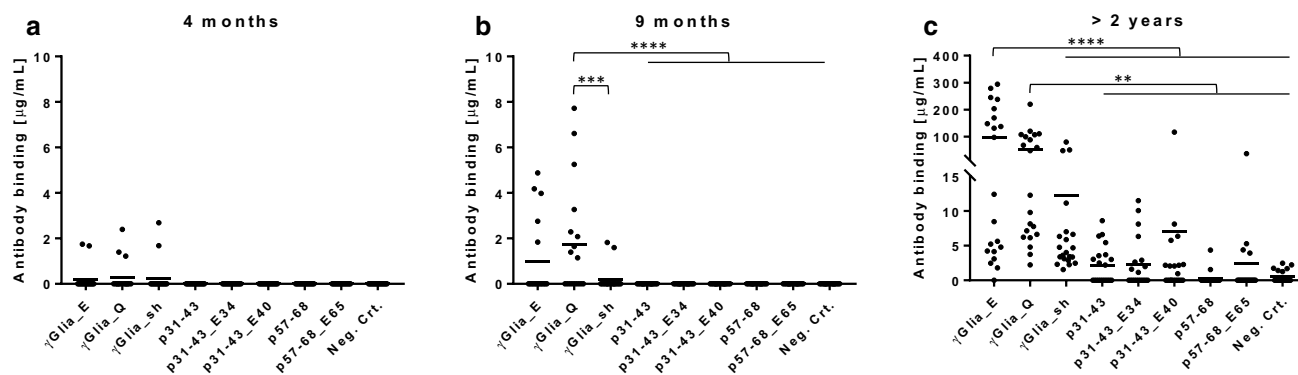 a
4 months
Antibody binding [µg/mL]
10
8
6
4
2
0
γGlia_E
γGlia_Q
γGlia_sh
p31-43
p31-43_E34
p31-43_E40
p57-68
p57-68_E65
Neg. Crt.
b
9 months
Antibody binding [µg/mL]
10
8
6
4
2
0
****
***
γGlia_E
γGlia_Q
γGlia_sh
p31-43
p31-43_E34
p31-43_E40
p57-68
p57-68_E65
Neg. Crt.
c
> 2 years
Antibody binding [µg/mL]
400
300
200
100
15
10
5
0
****
**
γGlia_E
γGlia_Q
γGlia_sh
p31-43
p31-43_E34
p31-43_E40
p57-68
p57-68_E65
Neg. Crt.